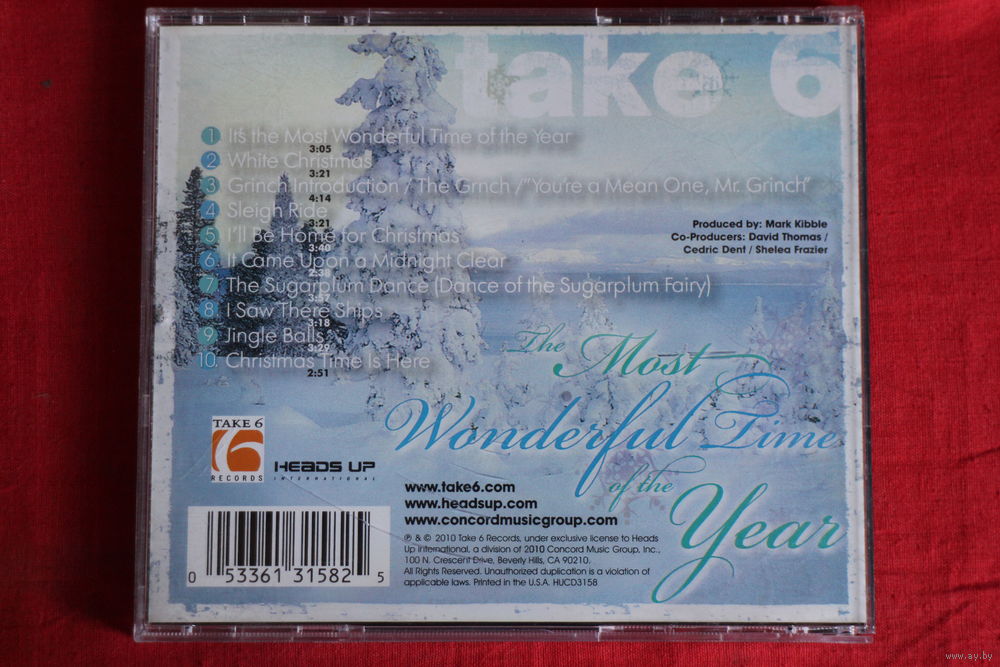 take 6
1 It's the Most Wonderful Time of the Year
3:05
2 White Christmas
3:21
3 Grinch Introduction / The Grnch /"You're a Mean One, Mr. Grinch"
4:14
4 Sleigh Ride
3:21
5 I'll Be Home for Christmas
3:40
6 It Came Upon a Midnight Clear
2:38
7 The Sugarplum Dance (Dance of the Sugarplum Fairy)
3:57
8 I Saw There Ships
3:18
9 Jingle Balls
3:29
10 Christmas Time Is Here
2:51
Produced by: Mark Kibble
Co-Producers: David Thomas /
Cedric Dent / Shelea Frazier
The Most
Wonderful Time
of the
Year
TAKE 6
6
RECORDS
HEADS UP
INTERNATIONAL
www.take6.com
www.headsup.com
www.concordmusicgroup.com
℗ & © 2010 Take 6 Records, under exclusive license to Heads
Up International, a division of 2010 Concord Music Group, Inc.,
100 N. Crescent Drive, Beverly Hills, CA 90210.
All Rights Reserved. Unauthorized duplication is a violation of
applicable laws. Printed in the U.S.A. HUCD3158
0 53361 31582 5
www.ay.by